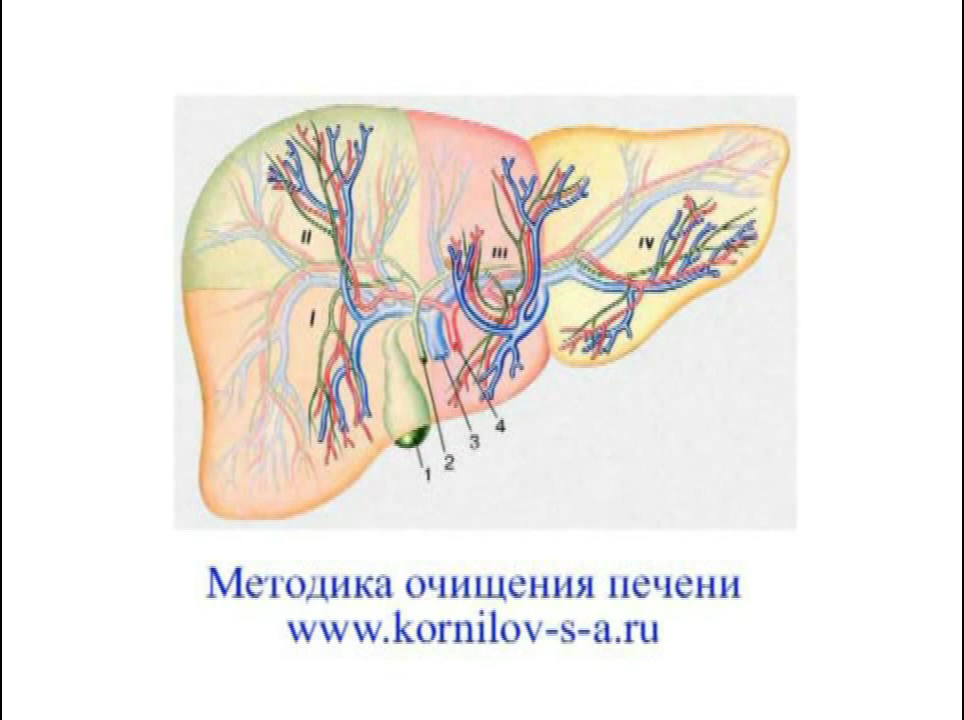 II
III
IV
I
4
3
2
1
Методика очищения печени
www.kornilov-s-a.ru